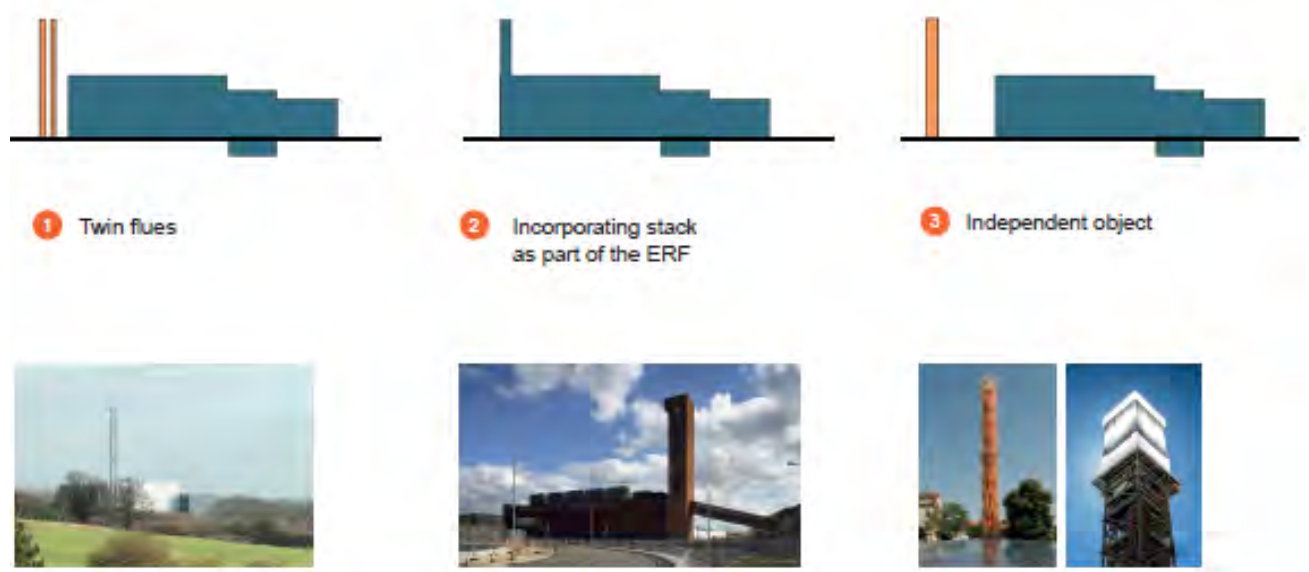 1 Twin flues
2 Incorporating stack
as part of the ERF
3 Independent object